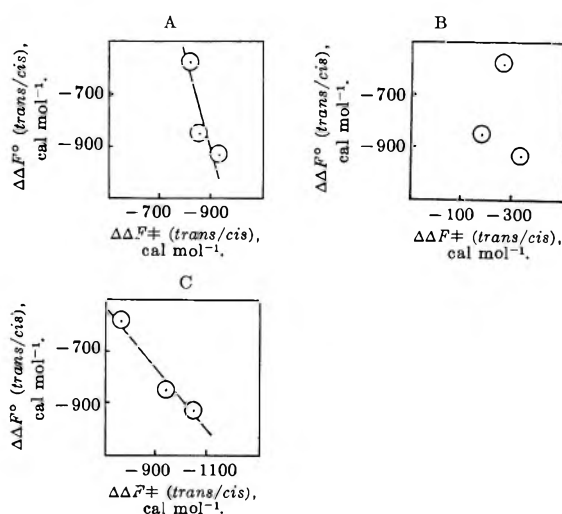 A
ΔΔF° (trans/cis),
cal mol⁻¹.
−700
−900
−700 −900
ΔΔF‡ (trans/cis),
cal mol⁻¹.
B
ΔΔF° (trans/cis),
cal mol⁻¹.
−700
−900
−100 −300
ΔΔF‡ (trans/cis),
cal mol⁻¹.
C
ΔΔF° (trans/cis),
cal mol⁻¹.
−700
−900
−900 −1100
ΔΔF‡ (trans/cis),
cal mol⁻¹.